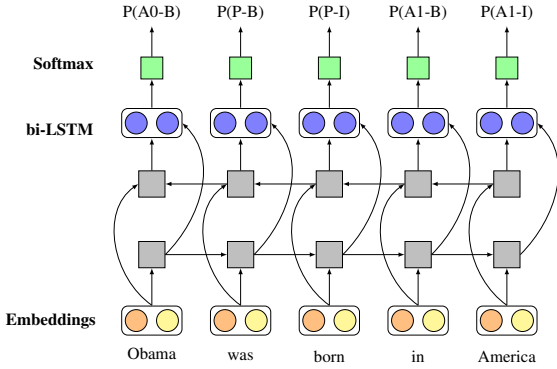 P(A0-B) P(P-B) P(P-I) P(A1-B) P(A1-I)
Softmax
bi-LSTM
Embeddings
Obama was born in America